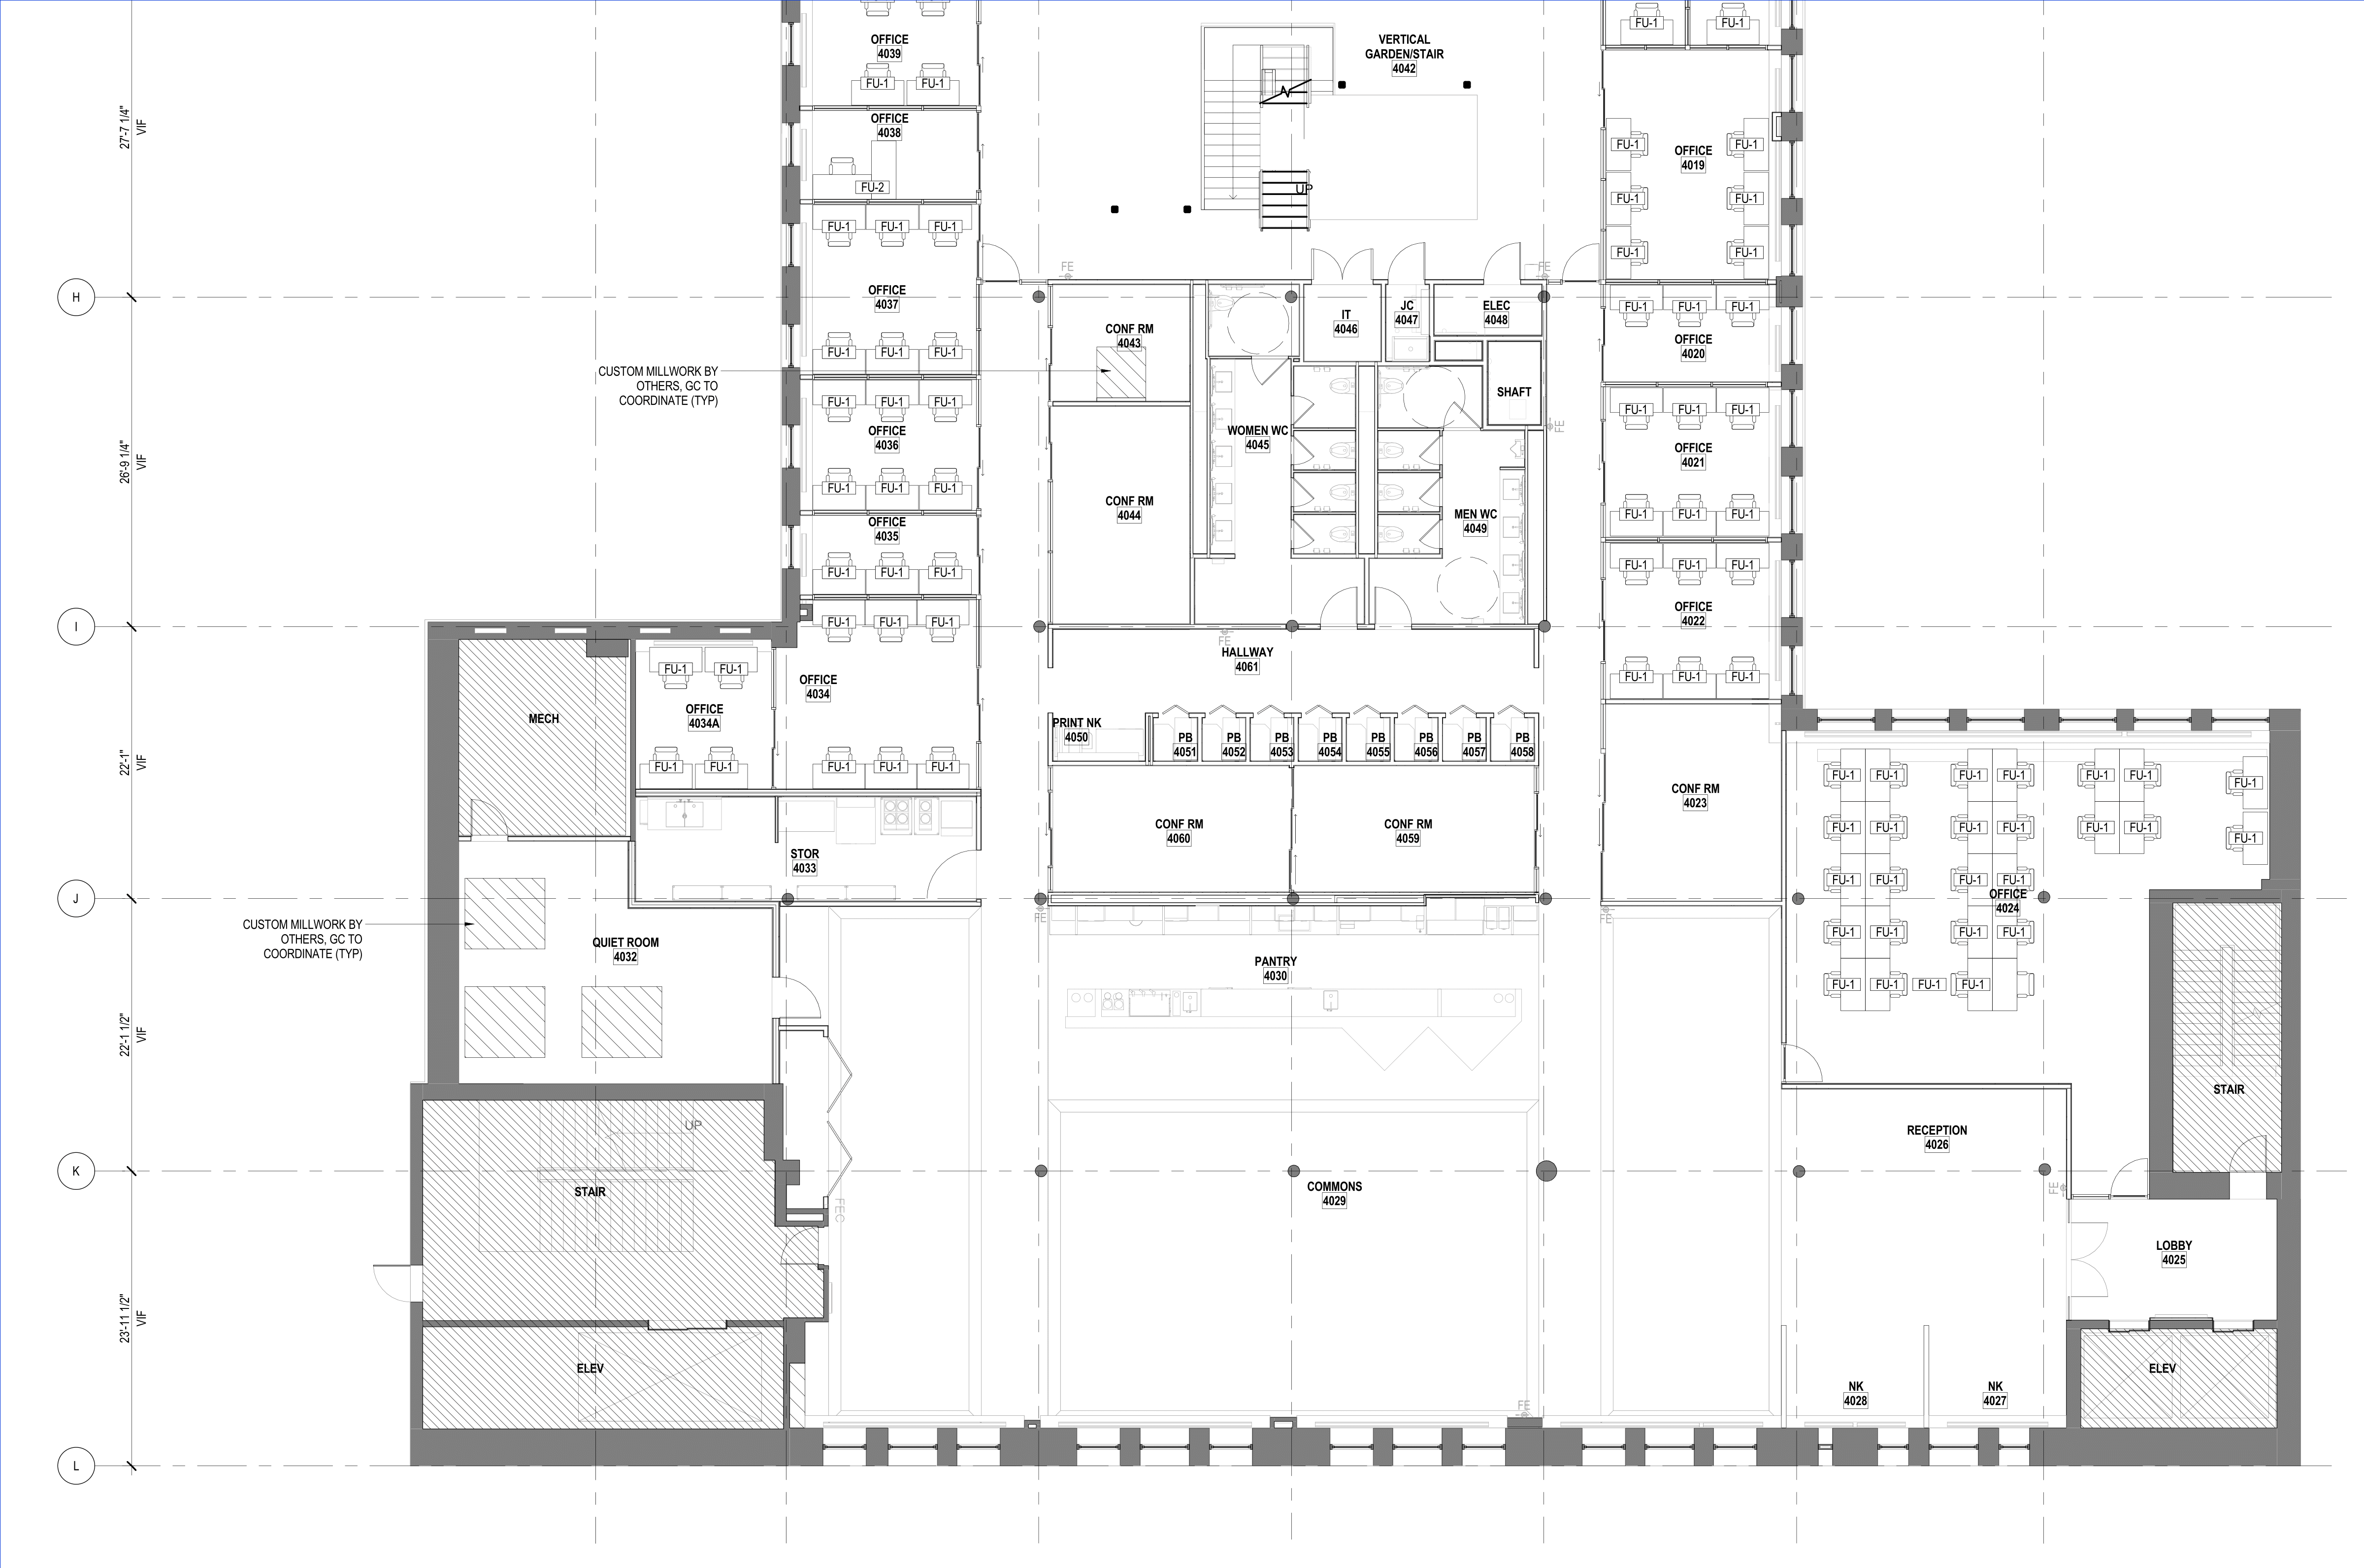 OFFICE
4039
FU-1 FU-1
OFFICE
4038
FU-2
FU-1 FU-1 FU-1
OFFICE
4037
FU-1 FU-1 FU-1
FU-1 FU-1 FU-1
OFFICE
4036
FU-1 FU-1 FU-1
OFFICE
4035
FU-1 FU-1 FU-1
FU-1 FU-1 FU-1
OFFICE
4034
FU-1 FU-1 FU-1
FU-1 FU-1
OFFICE
4034A
FU-1 FU-1
VERTICAL
GARDEN/STAIR
4042
UP
FU-1 FU-1
OFFICE
4019
FU-1 FU-1
FU-1 FU-1
FU-1 FU-1
FU-1 FU-1 FU-1
OFFICE
4020
FU-1 FU-1 FU-1
OFFICE
4021
FU-1 FU-1 FU-1
FU-1 FU-1 FU-1
OFFICE
4022
FU-1 FU-1 FU-1
27'-7 1/4"
VIF
H
26'-9 1/4"
VIF
I
22'-1"
VIF
J
22'-1 1/2"
VIF
K
23'-11 1/2"
VIF
L
CUSTOM MILLWORK BY
OTHERS, GC TO
COORDINATE (TYP)
FE
FE
FE
FE
CONF RM
4043
CONF RM
4044
WOMEN WC
4045
IT
4046
JC
4047
ELEC
4048
SHAFT
MEN WC
4049
HALLWAY
4061
PRINT NK
4050
PB
4051
PB
4052
PB
4053
PB
4054
PB
4055
PB
4056
PB
4057
PB
4058
CONF RM
4060
CONF RM
4059
CONF RM
4023
MECH
STOR
4033
CUSTOM MILLWORK BY
OTHERS, GC TO
COORDINATE (TYP)
QUIET ROOM
4032
FE
FE
PANTRY
4030
FU-1 FU-1 FU-1 FU-1 FU-1 FU-1 FU-1
FU-1 FU-1 FU-1 FU-1 FU-1 FU-1 FU-1
FU-1 FU-1 FU-1 FU-1
OFFICE
4024
FU-1 FU-1 FU-1 FU-1
FU-1 FU-1 FU-1 FU-1
STAIR
UP
STAIR
FEC
COMMONS
4029
RECEPTION
4026
FE
LOBBY
4025
ELEV
FE
NK
4028
NK
4027
ELEV